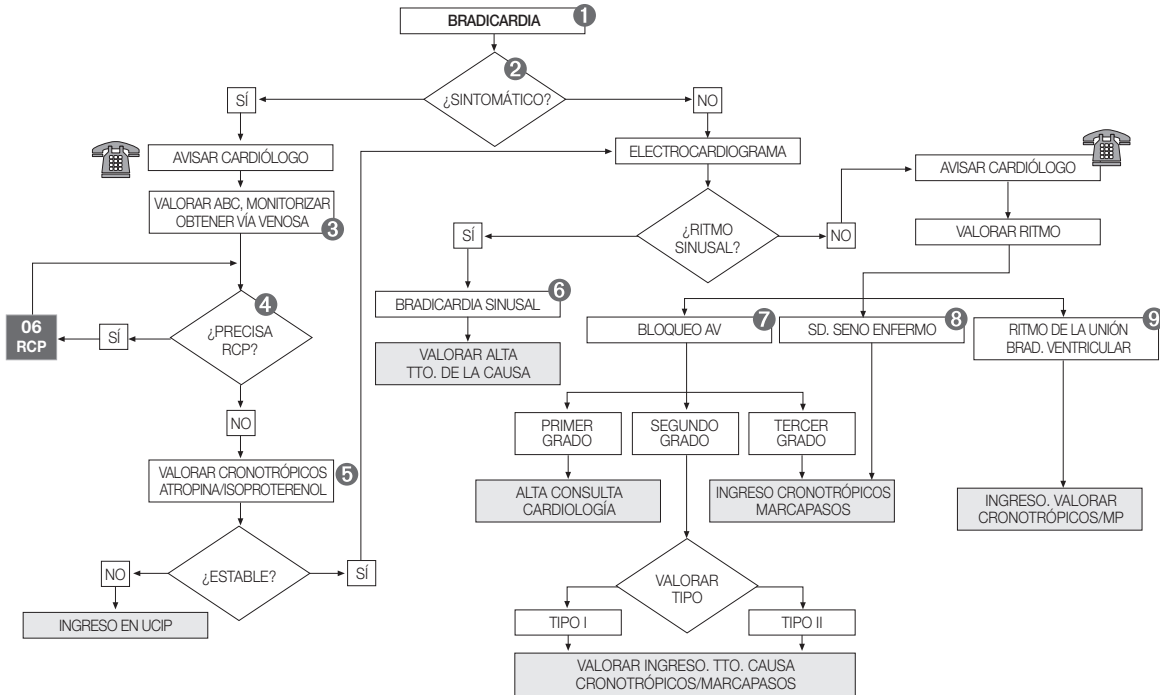 BRADICARDIA
1
2
¿SINTOMÁTICO?
SÍ
NO
AVISAR CARDIÓLOGO
VALORAR ABC, MONITORIZAR
OBTENER VÍA VENOSA
3
4
¿PRECISA
RCP?
SÍ
06
RCP
NO
VALORAR CRONOTRÓPICOS
ATROPINA/ISOPROTERENOL
5
¿ESTABLE?
NO
SÍ
INGRESO EN UCIP
ELECTROCARDIOGRAMA
¿RITMO
SINUSAL?
SÍ
NO
BRADICARDIA SINUSAL
6
VALORAR ALTA
TTO. DE LA CAUSA
AVISAR CARDIÓLOGO
VALORAR RITMO
BLOQUEO AV
7
SD. SENO ENFERMO
8
RITMO DE LA UNIÓN
BRAD. VENTRICULAR
9
PRIMER
GRADO
SEGUNDO
GRADO
TERCER
GRADO
ALTA CONSULTA
CARDIOLOGÍA
INGRESO CRONOTRÓPICOS
MARCAPASOS
INGRESO. VALORAR
CRONOTRÓPICOS/MP
VALORAR
TIPO
TIPO I
TIPO II
VALORAR INGRESO. TTO. CAUSA
CRONOTRÓPICOS/MARCAPASOS